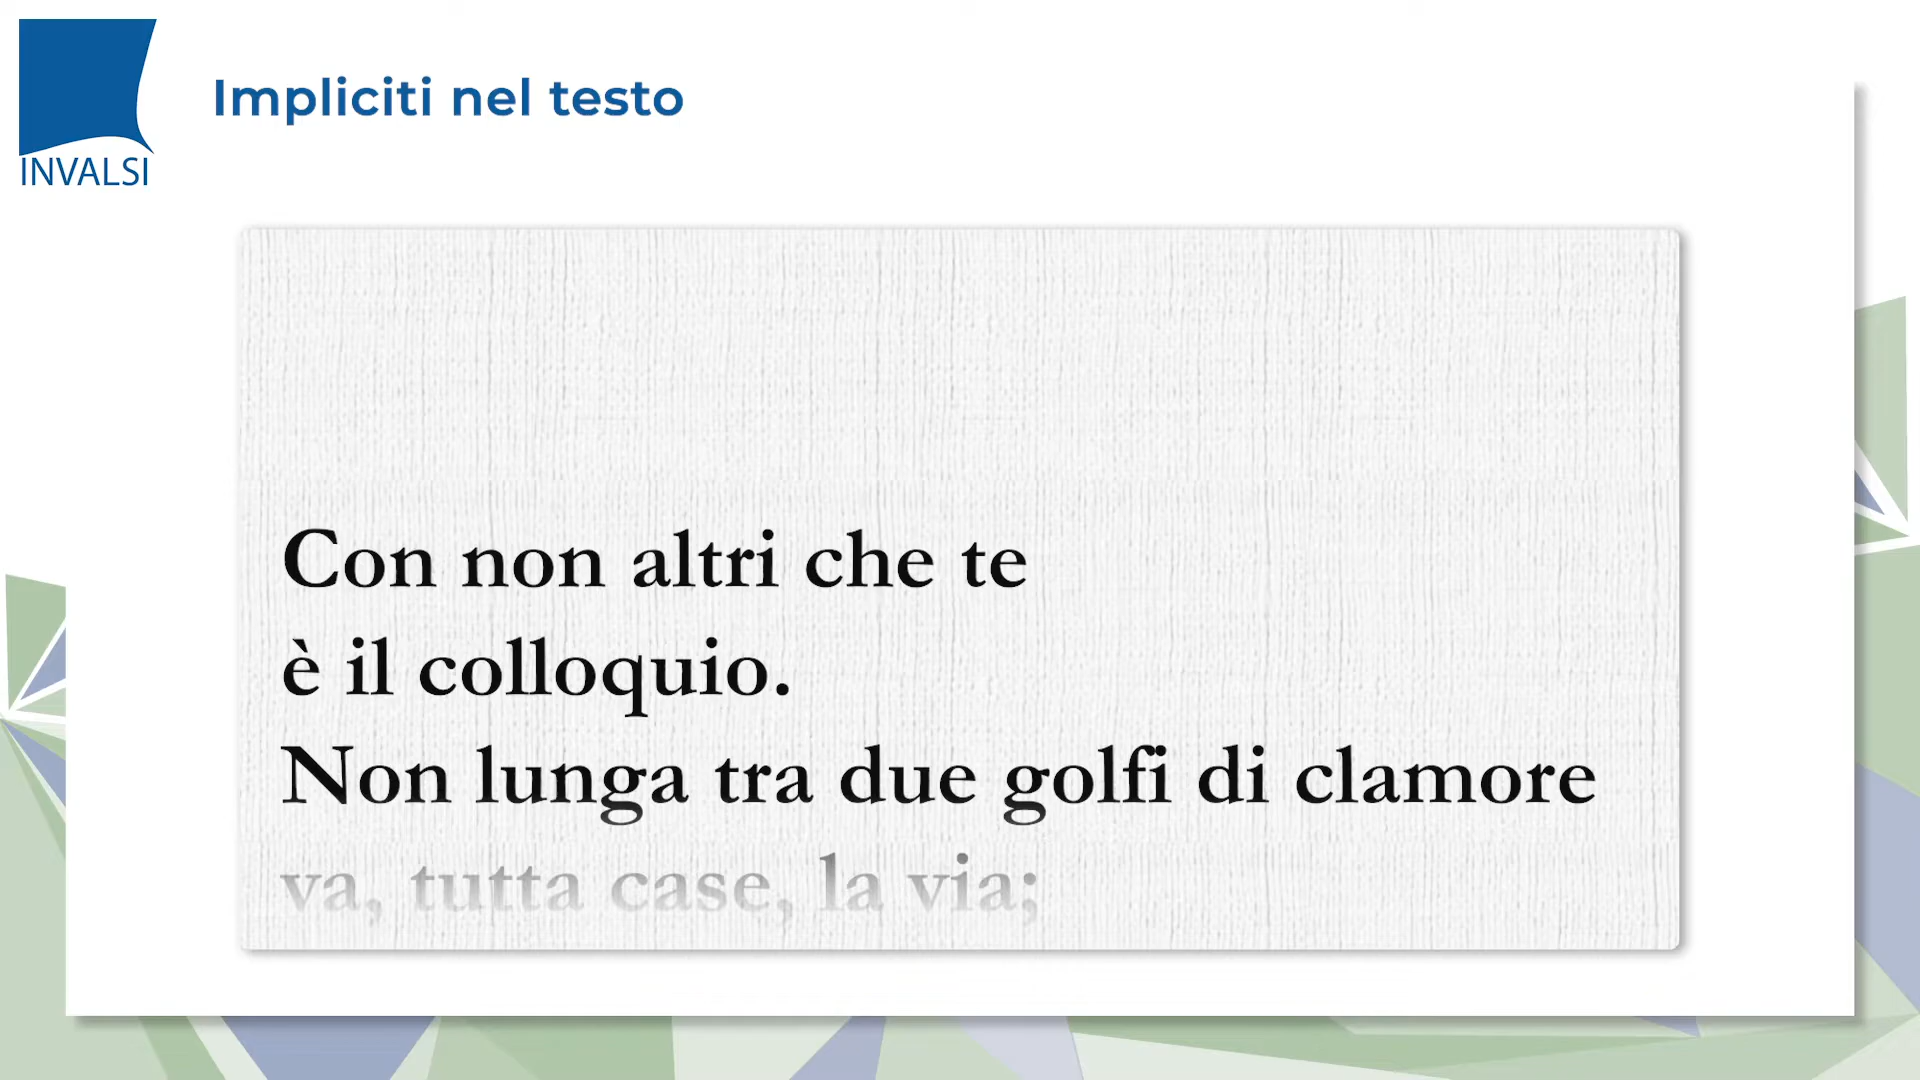 INVALSI
Impliciti nel testo
Con non altri che te
è il colloquio.
Non lunga tra due golfi di clamore
va, tutta case, la via;